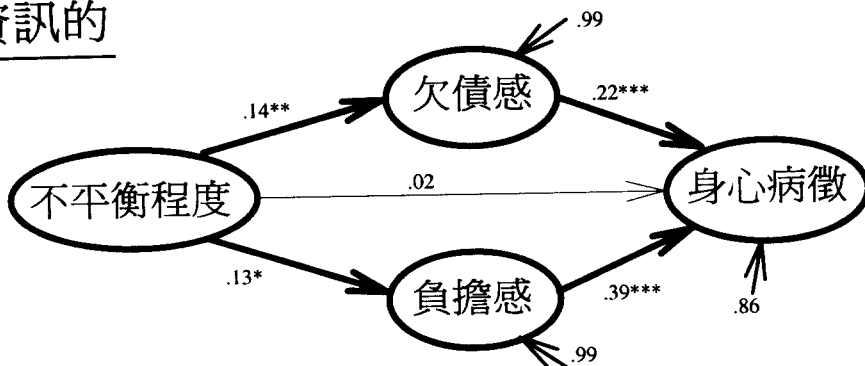 資訊的
.99
欠債感
.14**
.22***
不平衡程度
.02
身心病徵
.13*
負擔感
.39***
.86
.99